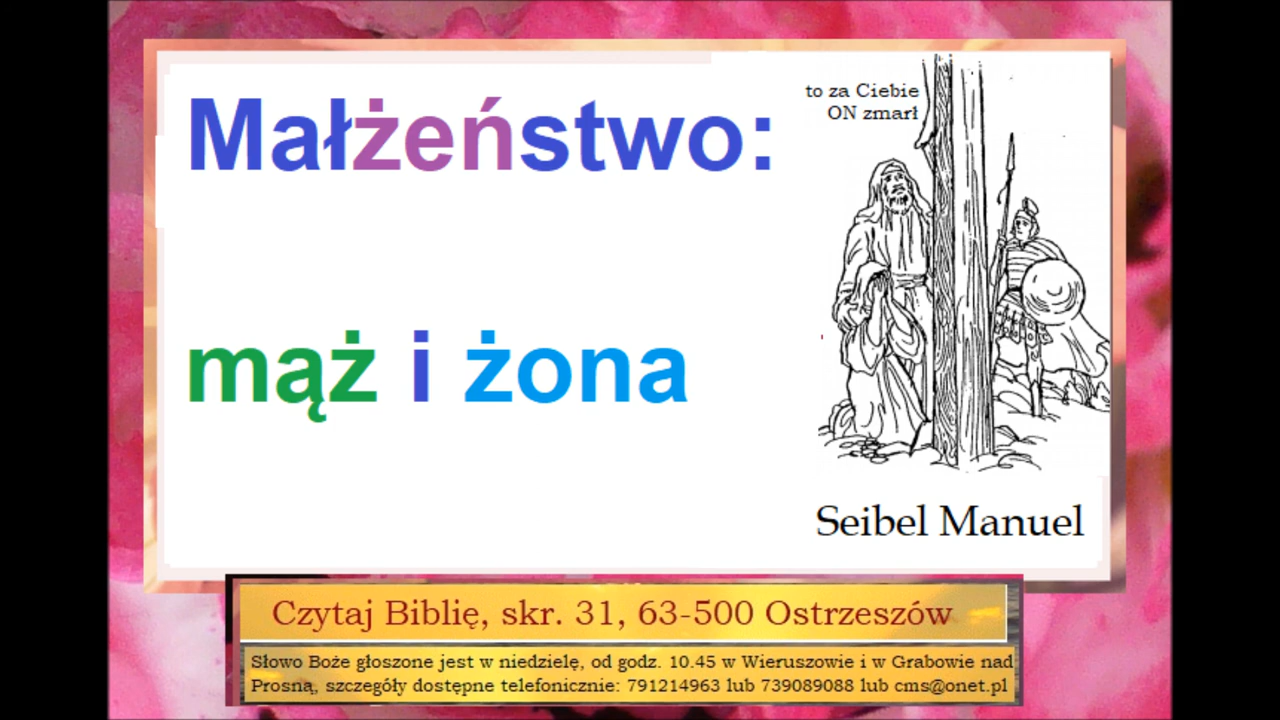 Małżeństwo:
to za Ciebie
ON zmarł
mąż i żona
Seibel Manuel
Czytaj Biblię, skr. 31, 63-500 Ostrzeszów
Słowo Boże głoszone jest w niedzielę, od godz. 10.45 w Wieruszowie i w Grabowie nad
Prosną, szczegóły dostępne telefonicznie: 791214963 lub 739089088 lub cms@onet.pl